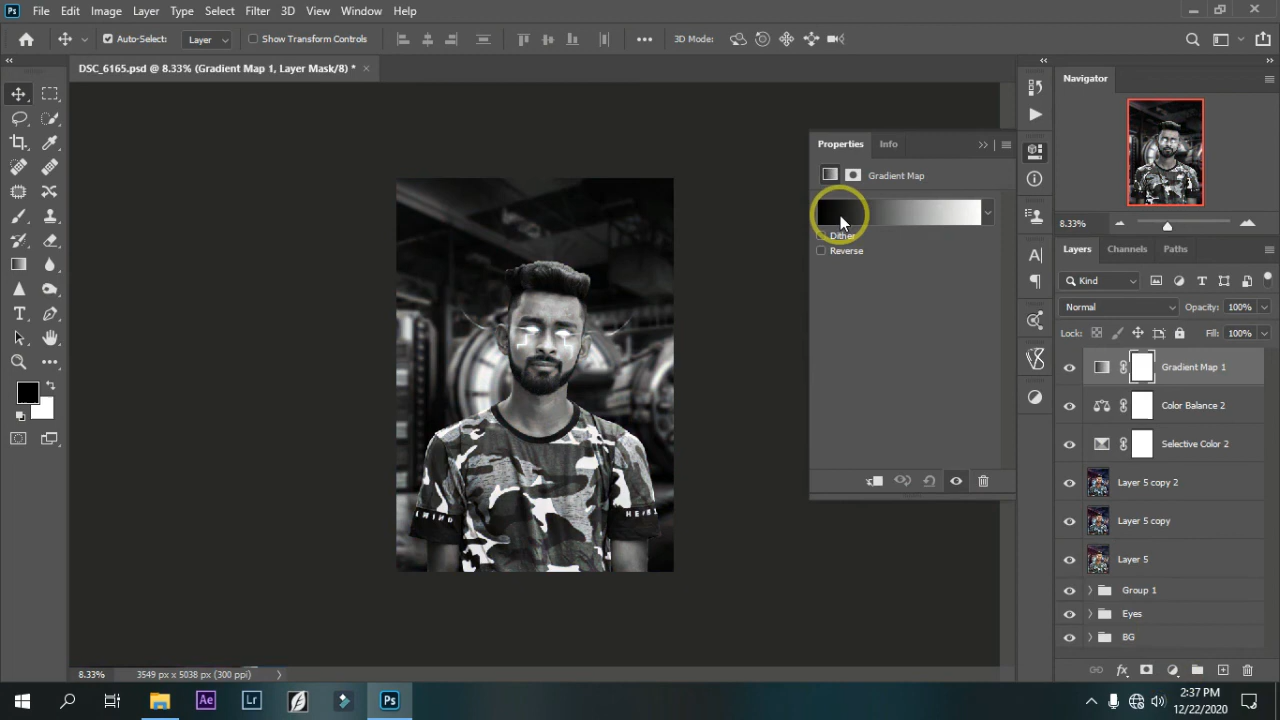 Ps File Edit Image Layer Type Select Filter 3D View Window Help
Auto-Select: Layer Show Transform Controls 3D Mode:
DSC_6165.psd @ 8.33% (Gradient Map 1, Layer Mask/8) *
Navigator
8.33%
Properties Info
Gradient Map
Dither
Reverse
Layers Channels Paths
Kind
Normal Opacity: 100%
Lock: Fill: 100%
Gradient Map 1
Color Balance 2
Selective Color 2
Layer 5 copy 2
Layer 5 copy
Layer 5
Group 1
Eyes
BG
8.33% 3549 px x 5038 px (300 ppi)
Ae Lr Ps
2:37 PM
12/22/2020